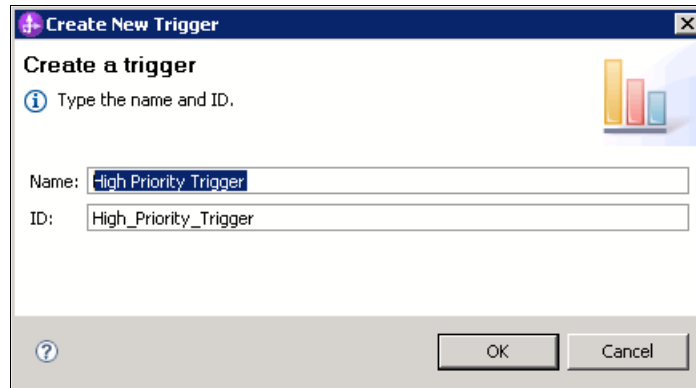 Create New Trigger
Create a trigger
Type the name and ID.
Name: High Priority Trigger
ID: High_Priority_Trigger
OK Cancel